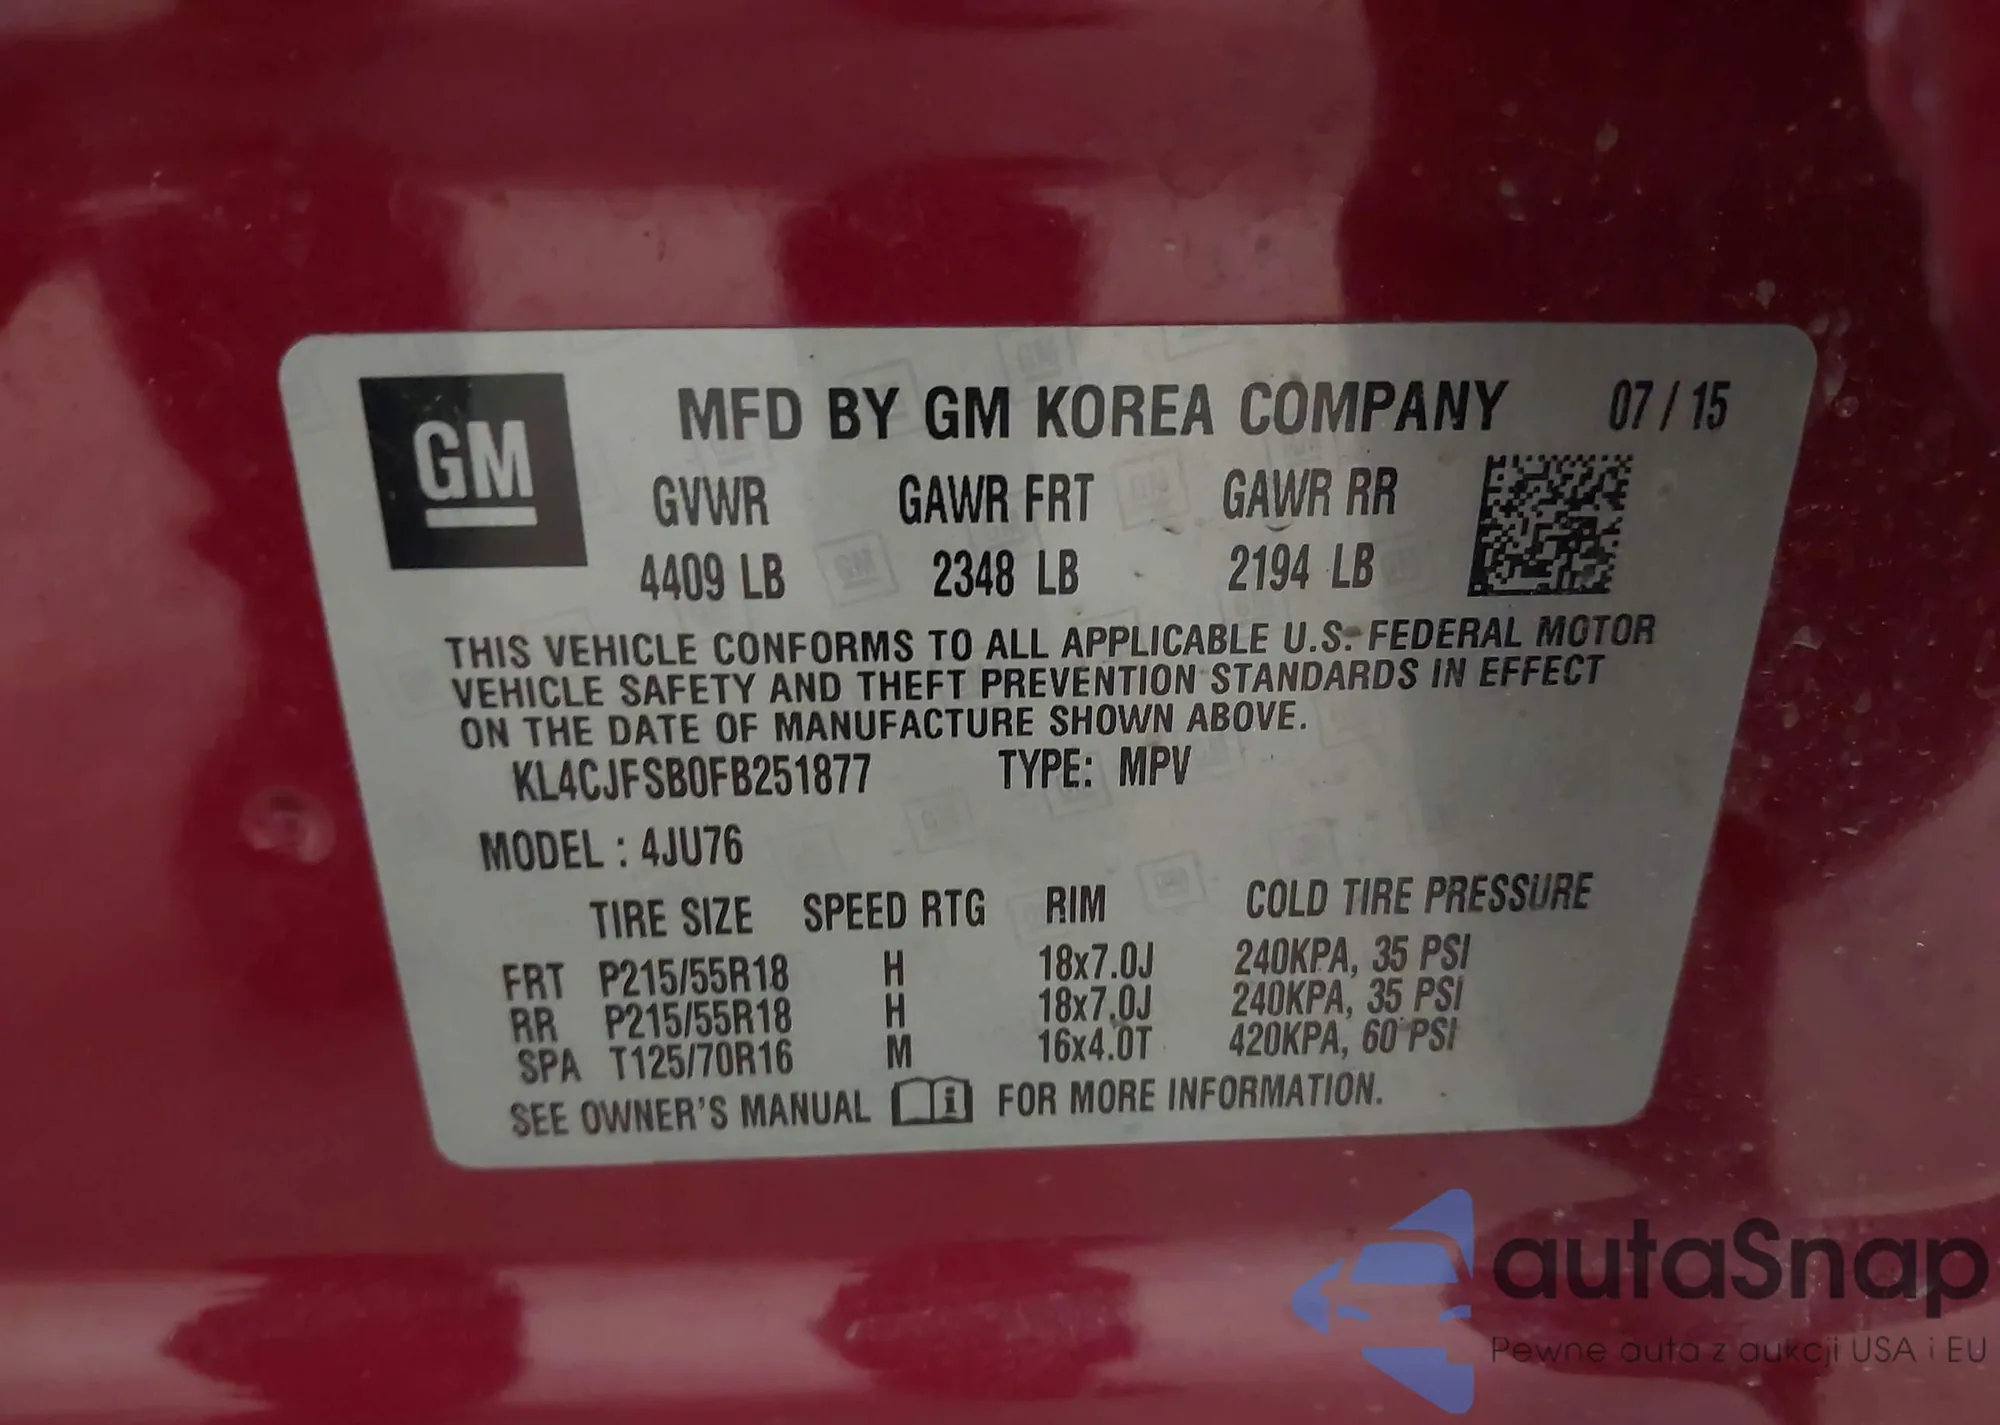 GM
MFD BY GM KOREA COMPANY 07 / 15
GVWR GAWR FRT GAWR RR
4409 LB 2348 LB 2194 LB
THIS VEHICLE CONFORMS TO ALL APPLICABLE U.S. FEDERAL MOTOR
VEHICLE SAFETY AND THEFT PREVENTION STANDARDS IN EFFECT
ON THE DATE OF MANUFACTURE SHOWN ABOVE.
KL4CJFSB0FB251877 TYPE: MPV
MODEL : 4JU76
TIRE SIZE SPEED RTG RIM COLD TIRE PRESSURE
FRT P215/55R18 H 18x7.0J 240KPA, 35 PSI
RR P215/55R18 H 18x7.0J 240KPA, 35 PSI
SPA T125/70R16 M 16x4.0T 420KPA, 60 PSI
SEE OWNER'S MANUAL i FOR MORE INFORMATION.
autaSnap
Pewne auta z aukcji USA i EU